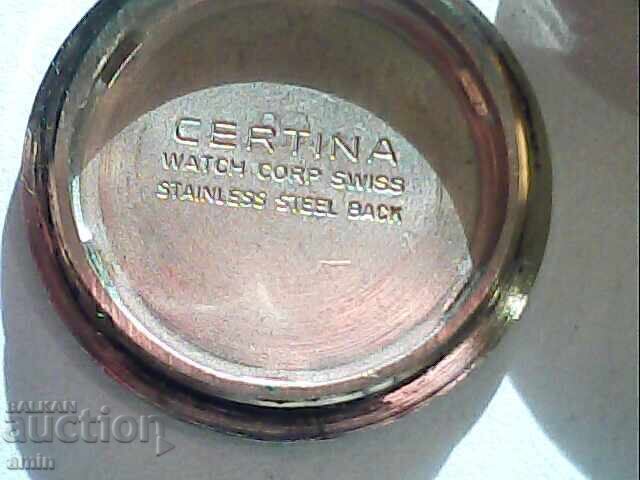 CERTINA
WATCH CORP SWISS
STAINLESS STEEL BACK
BALKAN
auction
amin